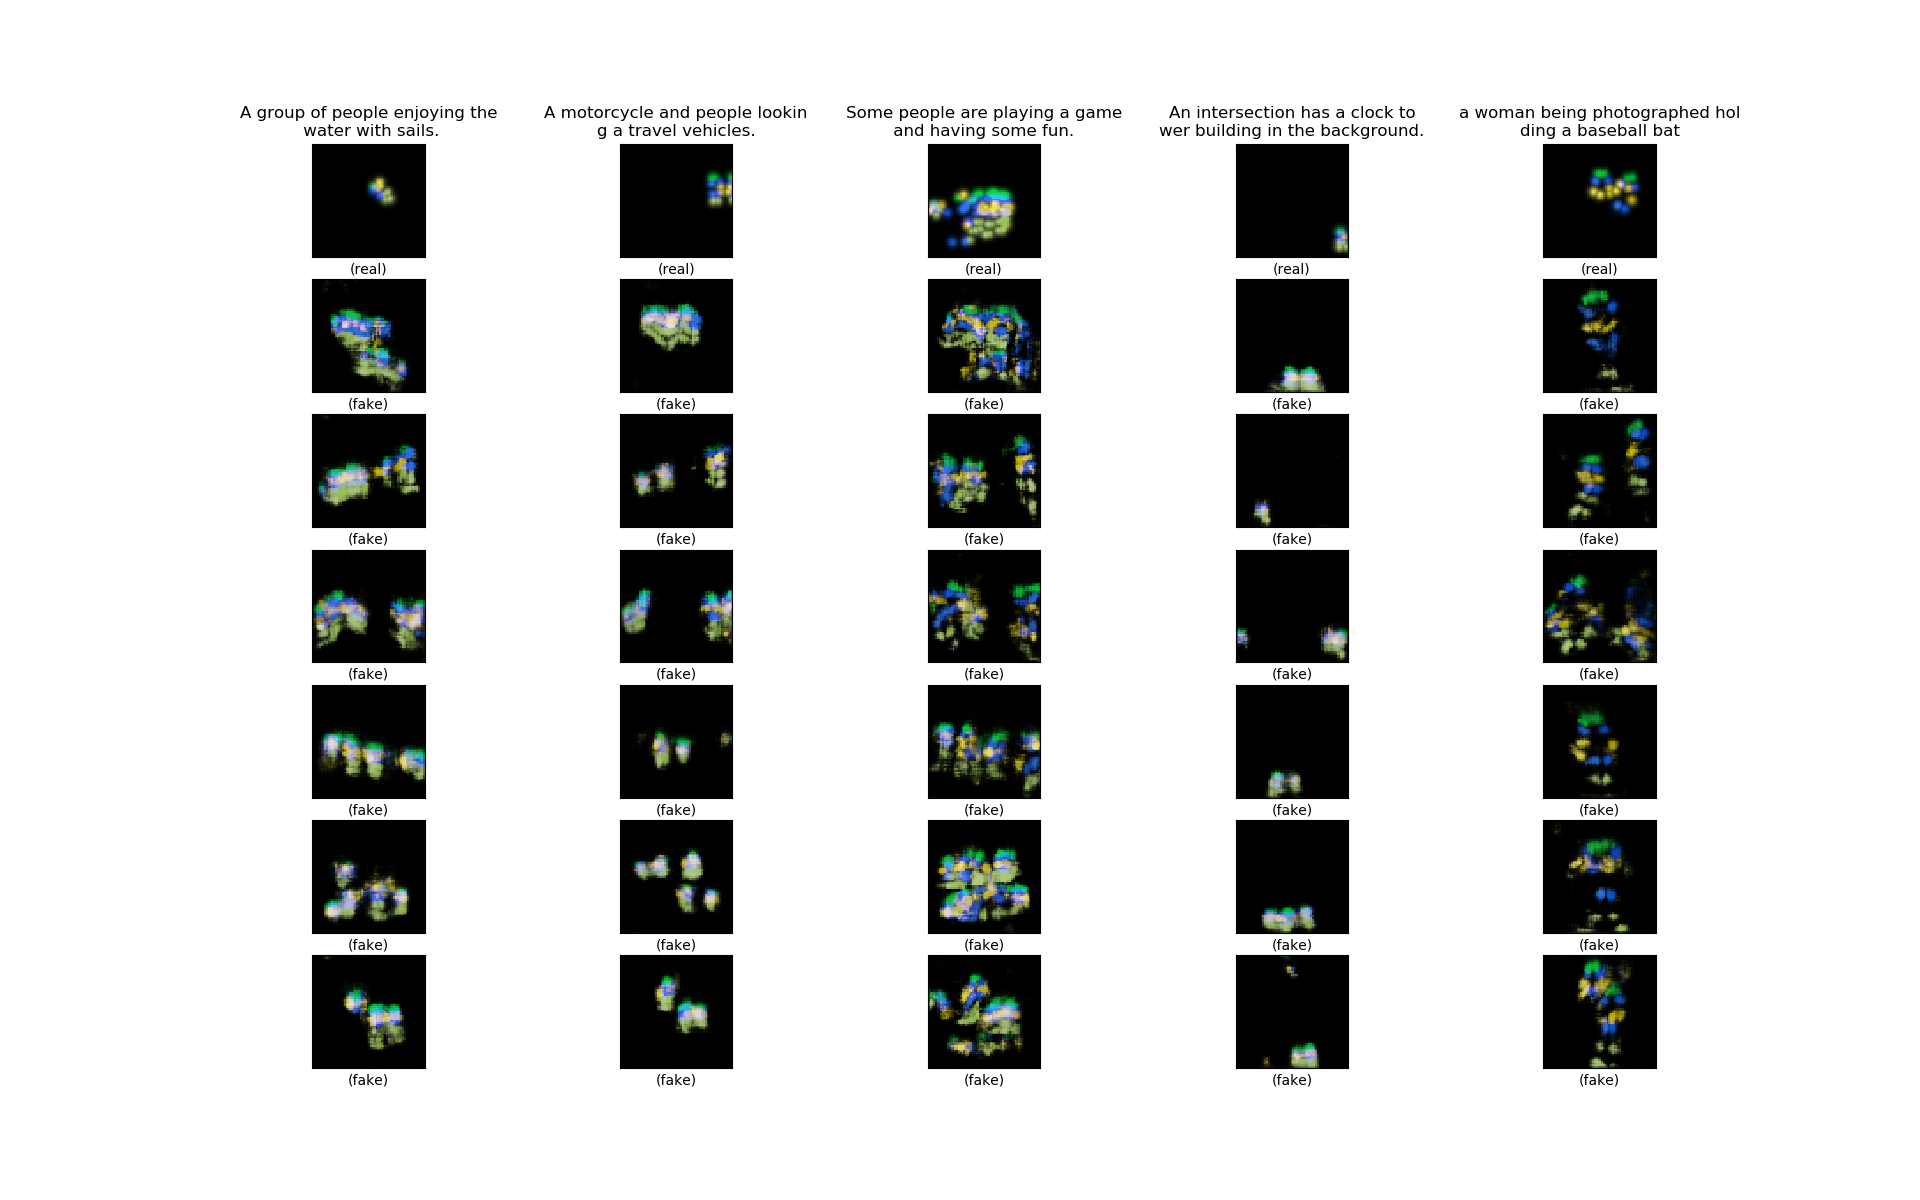 A group of people enjoying the
water with sails.
A motorcycle and people lookin
g a travel vehicles.
Some people are playing a game
and having some fun.
An intersection has a clock to
wer building in the background.
a woman being photographed hol
ding a baseball bat
(real) (real) (real) (real) (real)
(fake) (fake) (fake) (fake) (fake)
(fake) (fake) (fake) (fake) (fake)
(fake) (fake) (fake) (fake) (fake)
(fake) (fake) (fake) (fake) (fake)
(fake) (fake) (fake) (fake) (fake)
(fake) (fake) (fake) (fake) (fake)